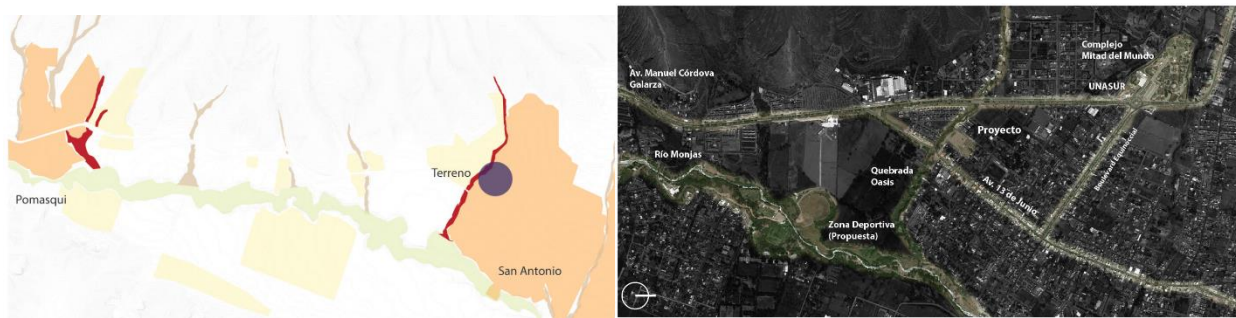 Pomasqui
Terreno
San Antonio
Av. Manuel Córdova
Galarza
Complejo
Mitad del Mundo
UNASUR
Proyecto
Río Monjas
Quebrada
Oasis
Boulevard Equinoccial
Av. 13 de Junio
Zona Deportiva
(Propuesta)